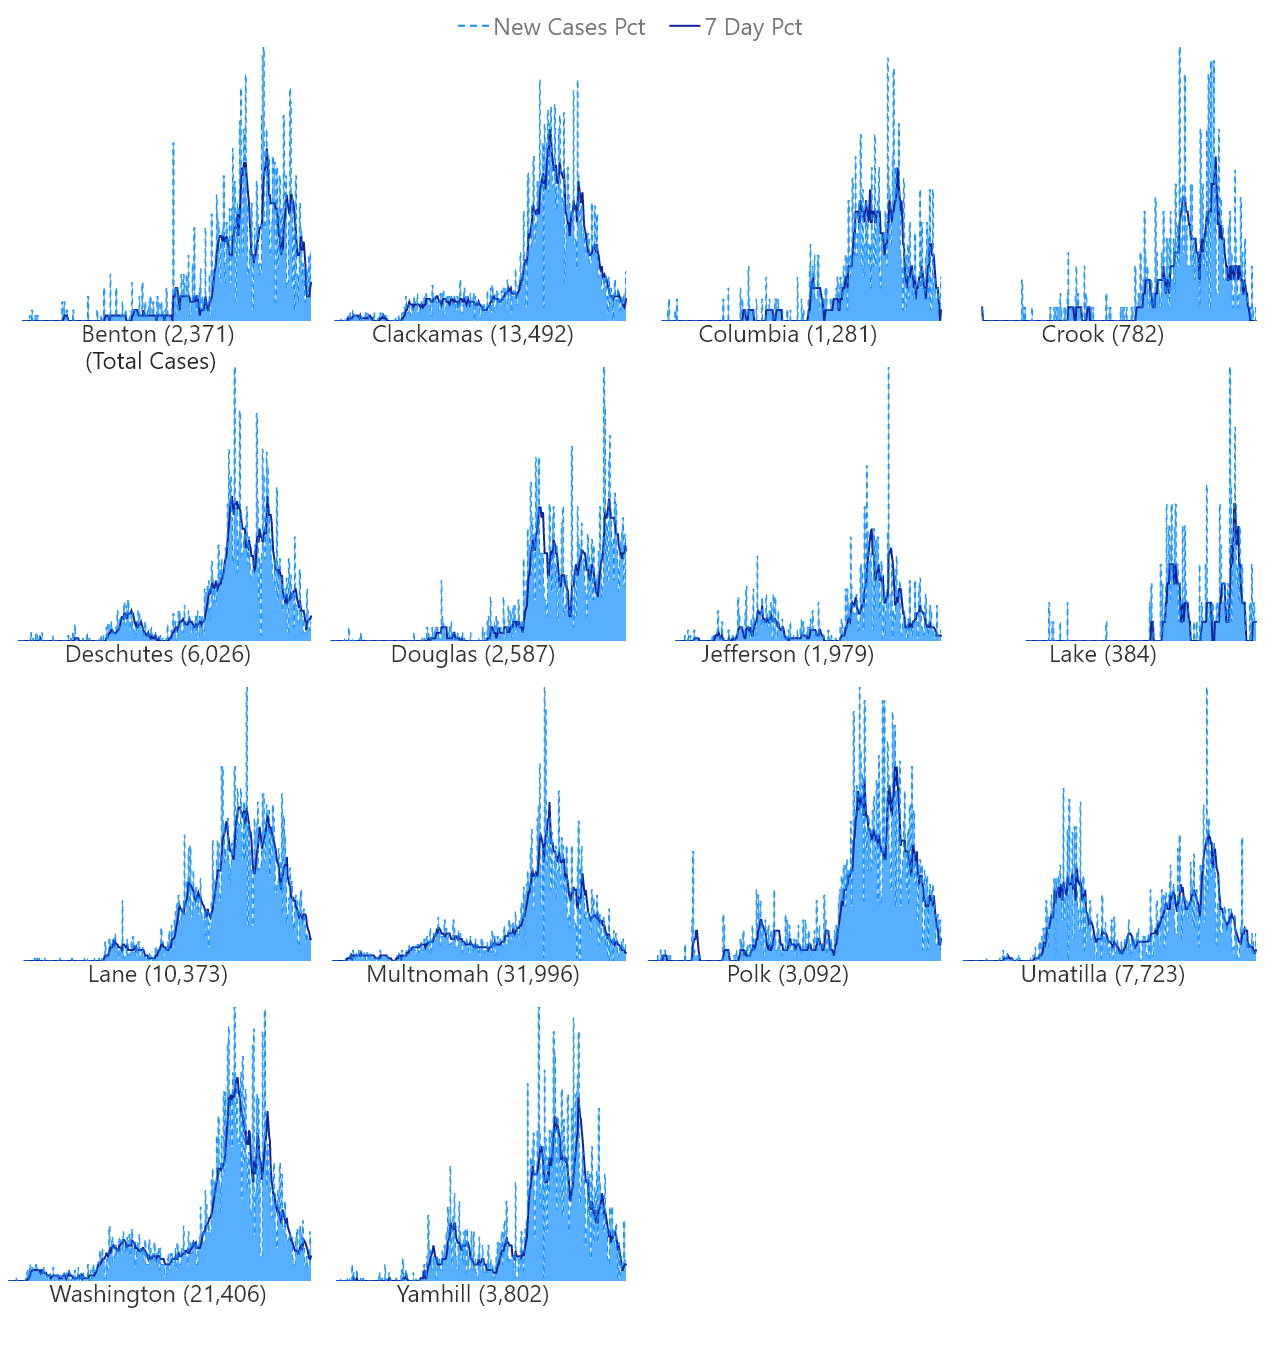 New Cases Pct 7 Day Pct
Benton (2,371) Clackamas (13,492) Columbia (1,281) Crook (782)
(Total Cases)
Deschutes (6,026) Douglas (2,587) Jefferson (1,979) Lake (384)
Lane (10,373) Multnomah (31,996) Polk (3,092) Umatilla (7,723)
Washington (21,406) Yamhill (3,802)